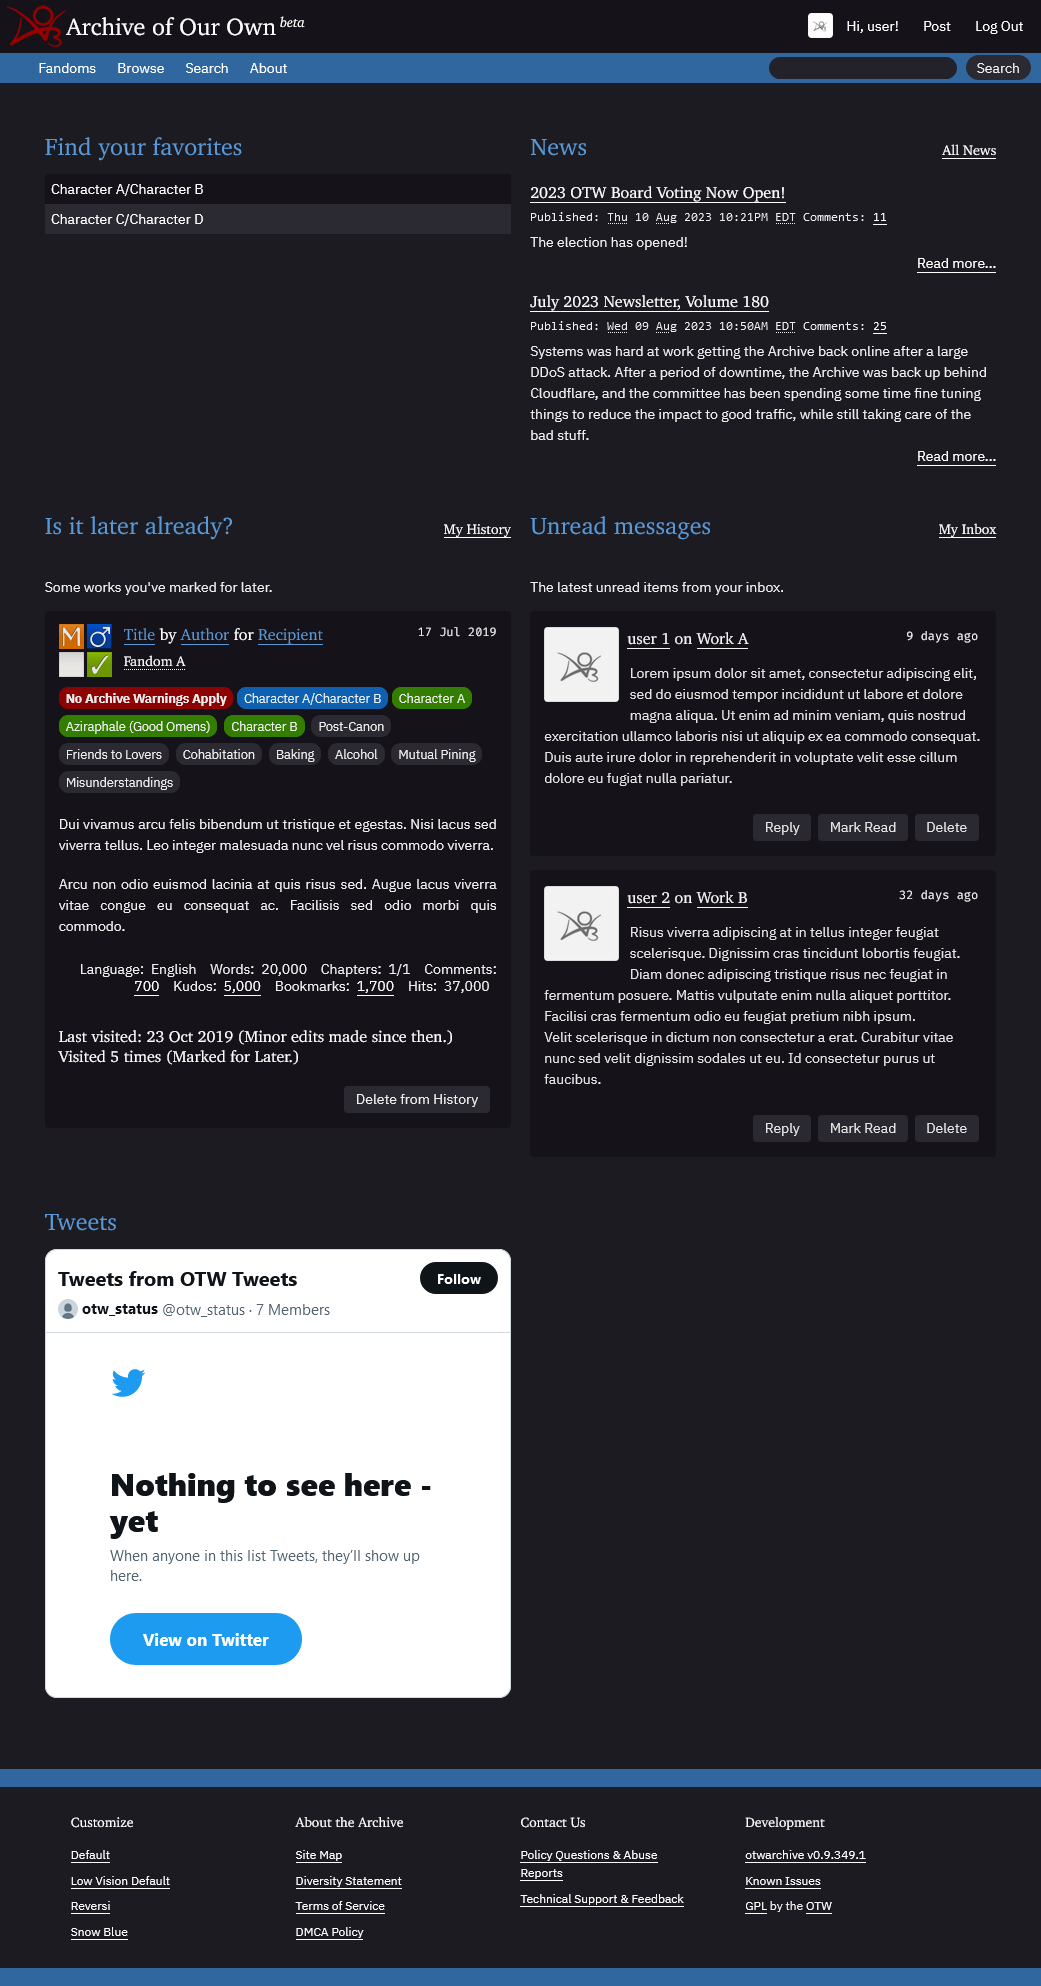 Archive of Our Own beta
Hi, user! Post Log Out
Fandoms Browse Search About
Search
Find your favorites
Character A/Character B
Character C/Character D
News
All News
2023 OTW Board Voting Now Open!
Published: Thu 10 Aug 2023 10:21PM EDT Comments: 11
The election has opened!
Read more...
July 2023 Newsletter, Volume 180
Published: Wed 09 Aug 2023 10:50AM EDT Comments: 25
Systems was hard at work getting the Archive back online after a large
DDoS attack. After a period of downtime, the Archive was back up behind
Cloudflare, and the committee has been spending some time fine tuning
things to reduce the impact to good traffic, while still taking care of the
bad stuff.
Read more...
Is it later already?
My History
Some works you've marked for later.
M
Title by Author for Recipient
17 Jul 2019
Fandom A
No Archive Warnings Apply Character A/Character B Character A
Aziraphale (Good Omens) Character B Post-Canon
Friends to Lovers Cohabitation Baking Alcohol Mutual Pining
Misunderstandings
Dui vivamus arcu felis bibendum ut tristique et egestas. Nisi lacus sed
viverra tellus. Leo integer malesuada nunc vel risus commodo viverra.
Arcu non odio euismod lacinia at quis risus sed. Augue lacus viverra
vitae congue eu consequat ac. Facilisis sed odio morbi quis
commodo.
Language: English Words: 20,000 Chapters: 1/1 Comments:
700 Kudos: 5,000 Bookmarks: 1,700 Hits: 37,000
Last visited: 23 Oct 2019 (Minor edits made since then.)
Visited 5 times (Marked for Later.)
Delete from History
Unread messages
My Inbox
The latest unread items from your inbox.
user 1 on Work A
9 days ago
Lorem ipsum dolor sit amet, consectetur adipiscing elit,
sed do eiusmod tempor incididunt ut labore et dolore
magna aliqua. Ut enim ad minim veniam, quis nostrud
exercitation ullamco laboris nisi ut aliquip ex ea commodo consequat.
Duis aute irure dolor in reprehenderit in voluptate velit esse cillum
dolore eu fugiat nulla pariatur.
Reply Mark Read Delete
user 2 on Work B
32 days ago
Risus viverra adipiscing at in tellus integer feugiat
scelerisque. Dignissim cras tincidunt lobortis feugiat.
Diam donec adipiscing tristique risus nec feugiat in
fermentum posuere. Mattis vulputate enim nulla aliquet porttitor.
Facilisi cras fermentum odio eu feugiat pretium nibh ipsum.
Velit scelerisque in dictum non consectetur a erat. Curabitur vitae
nunc sed velit dignissim sodales ut eu. Id consectetur purus ut
faucibus.
Reply Mark Read Delete
Tweets
Tweets from OTW Tweets
Follow
otw_status @otw_status · 7 Members
Nothing to see here -
yet
When anyone in this list Tweets, they'll show up
here.
View on Twitter
Customize
Default
Low Vision Default
Reversi
Snow Blue
About the Archive
Site Map
Diversity Statement
Terms of Service
DMCA Policy
Contact Us
Policy Questions & Abuse
Reports
Technical Support & Feedback
Development
otwarchive v0.9.349.1
Known Issues
GPL by the OTW